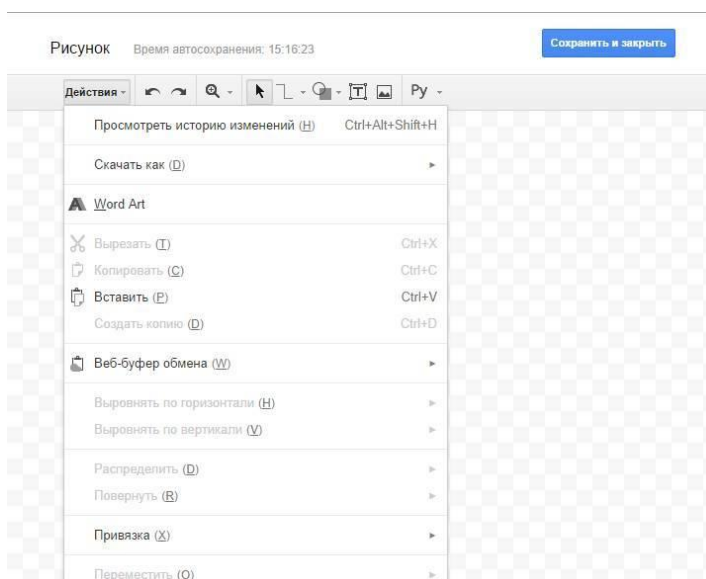 Рисунок Время автосохранения: 15:16:23 Сохранить и закрыть
Действия Ру
Просмотреть историю изменений (H) Ctrl+Alt+Shift+H
Скачать как (D)
Word Art
Вырезать (T) Ctrl+X
Копировать (C) Ctrl+C
Вставить (P) Ctrl+V
Создать копию (D) Ctrl+D
Веб-буфер обмена (W)
Выровнять по горизонтали (H)
Выровнять по вертикали (V)
Распределить (D)
Повернуть (R)
Привязка (X)
Переместить (O)